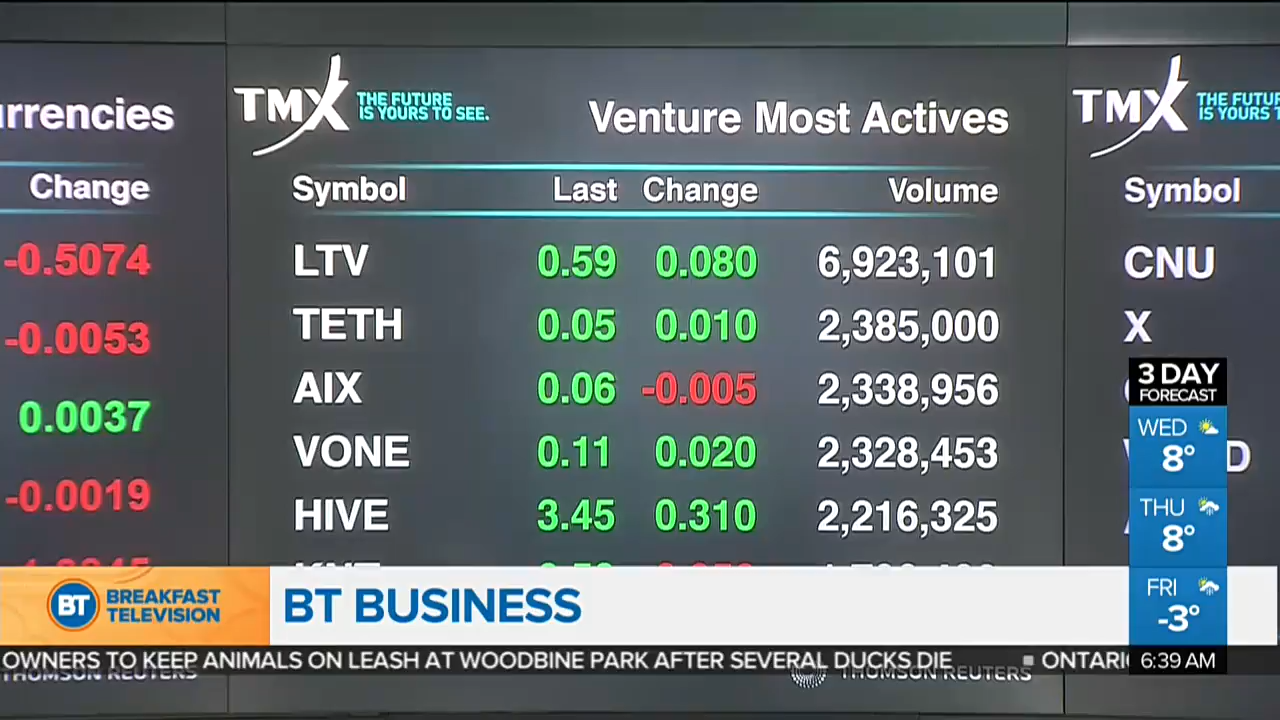 urrencies
Change
-0.5074
-0.0053
0.0037
-0.0019
TMX THE FUTURE
IS YOURS TO SEE.
Venture Most Actives
Symbol Last Change Volume
LTV 0.59 0.080 6,923,101
TETH 0.05 0.010 2,385,000
AIX 0.06 -0.005 2,338,956
VONE 0.11 0.020 2,328,453
HIVE 3.45 0.310 2,216,325
TMX THE FUTUR
IS YOURS T
Symbol
CNU
X
D
3 DAY
FORECAST
WED
8°
THU
8°
FRI
-3°
BT BREAKFAST
TELEVISION
BT BUSINESS
OWNERS TO KEEP ANIMALS ON LEASH AT WOODBINE PARK AFTER SEVERAL DUCKS DIE ONTARI
6:39 AM
THOMSON REUTERS
THOMSON REUTERS